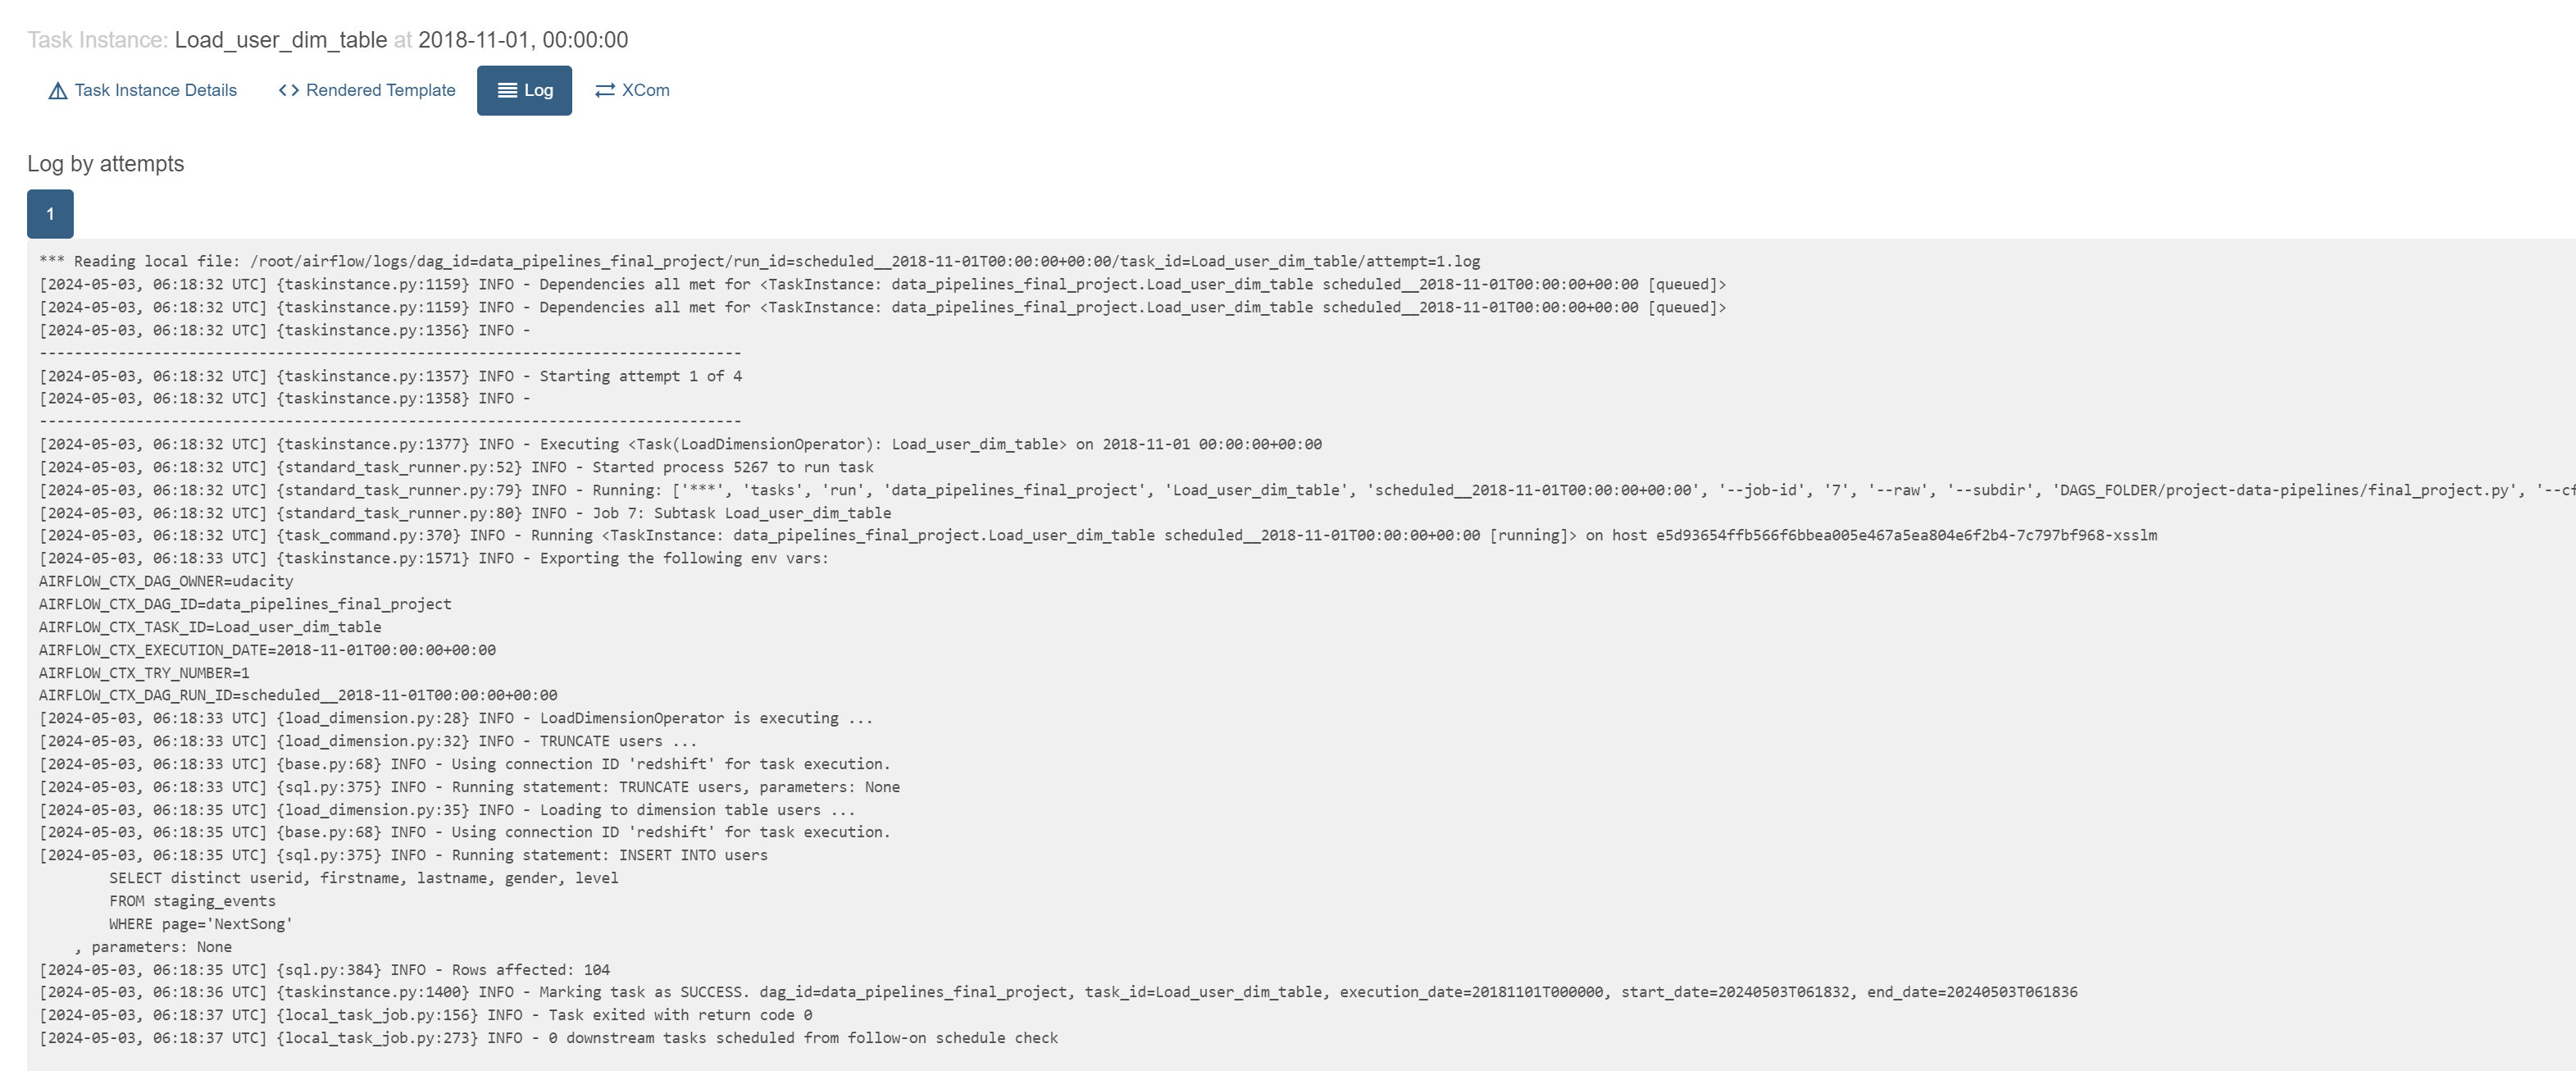 Task Instance: Load_user_dim_table at 2018-11-01, 00:00:00
Task Instance Details Rendered Template Log XCom
Log by attempts
1
*** Reading local file: /root/airflow/logs/dag_id=data_pipelines_final_project/run_id=scheduled__2018-11-01T00:00:00+00:00/task_id=Load_user_dim_table/attempt=1.log
[2024-05-03, 06:18:32 UTC] {taskinstance.py:1159} INFO - Dependencies all met for <TaskInstance: data_pipelines_final_project.Load_user_dim_table scheduled__2018-11-01T00:00:00+00:00 [queued]>
[2024-05-03, 06:18:32 UTC] {taskinstance.py:1159} INFO - Dependencies all met for <TaskInstance: data_pipelines_final_project.Load_user_dim_table scheduled__2018-11-01T00:00:00+00:00 [queued]>
[2024-05-03, 06:18:32 UTC] {taskinstance.py:1356} INFO -
--------------------------------------------------------------------------------
[2024-05-03, 06:18:32 UTC] {taskinstance.py:1357} INFO - Starting attempt 1 of 4
[2024-05-03, 06:18:32 UTC] {taskinstance.py:1358} INFO -
--------------------------------------------------------------------------------
[2024-05-03, 06:18:32 UTC] {taskinstance.py:1377} INFO - Executing <Task(LoadDimensionOperator): Load_user_dim_table> on 2018-11-01 00:00:00+00:00
[2024-05-03, 06:18:32 UTC] {standard_task_runner.py:52} INFO - Started process 5267 to run task
[2024-05-03, 06:18:32 UTC] {standard_task_runner.py:79} INFO - Running: ['***', 'tasks', 'run', 'data_pipelines_final_project', 'Load_user_dim_table', 'scheduled__2018-11-01T00:00:00+00:00', '--job-id', '7', '--raw', '--subdir', 'DAGS_FOLDER/project-data-pipelines/final_project.py', '--cf
[2024-05-03, 06:18:32 UTC] {standard_task_runner.py:80} INFO - Job 7: Subtask Load_user_dim_table
[2024-05-03, 06:18:32 UTC] {task_command.py:370} INFO - Running <TaskInstance: data_pipelines_final_project.Load_user_dim_table scheduled__2018-11-01T00:00:00+00:00 [running]> on host e5d93654ffb566f6bbea005e467a5ea804e6f2b4-7c797bf968-xsslm
[2024-05-03, 06:18:33 UTC] {taskinstance.py:1571} INFO - Exporting the following env vars:
AIRFLOW_CTX_DAG_OWNER=udacity
AIRFLOW_CTX_DAG_ID=data_pipelines_final_project
AIRFLOW_CTX_TASK_ID=Load_user_dim_table
AIRFLOW_CTX_EXECUTION_DATE=2018-11-01T00:00:00+00:00
AIRFLOW_CTX_TRY_NUMBER=1
AIRFLOW_CTX_DAG_RUN_ID=scheduled__2018-11-01T00:00:00+00:00
[2024-05-03, 06:18:33 UTC] {load_dimension.py:28} INFO - LoadDimensionOperator is executing ...
[2024-05-03, 06:18:33 UTC] {load_dimension.py:32} INFO - TRUNCATE users ...
[2024-05-03, 06:18:33 UTC] {base.py:68} INFO - Using connection ID 'redshift' for task execution.
[2024-05-03, 06:18:33 UTC] {sql.py:375} INFO - Running statement: TRUNCATE users, parameters: None
[2024-05-03, 06:18:35 UTC] {load_dimension.py:35} INFO - Loading to dimension table users ...
[2024-05-03, 06:18:35 UTC] {base.py:68} INFO - Using connection ID 'redshift' for task execution.
[2024-05-03, 06:18:35 UTC] {sql.py:375} INFO - Running statement: INSERT INTO users
SELECT distinct userid, firstname, lastname, gender, level
FROM staging_events
WHERE page='NextSong'
, parameters: None
[2024-05-03, 06:18:35 UTC] {sql.py:384} INFO - Rows affected: 104
[2024-05-03, 06:18:36 UTC] {taskinstance.py:1400} INFO - Marking task as SUCCESS. dag_id=data_pipelines_final_project, task_id=Load_user_dim_table, execution_date=20181101T000000, start_date=20240503T061832, end_date=20240503T061836
[2024-05-03, 06:18:37 UTC] {local_task_job.py:156} INFO - Task exited with return code 0
[2024-05-03, 06:18:37 UTC] {local_task_job.py:273} INFO - 0 downstream tasks scheduled from follow-on schedule check